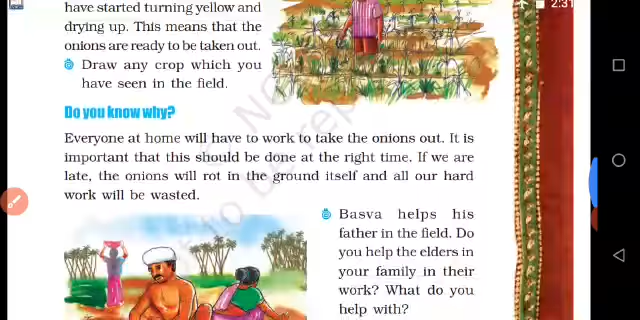 2:31
have started turning yellow and
drying up. This means that the
onions are ready to be taken out.
Draw any crop which you
have seen in the field.
Do you know why?
Everyone at home will have to work to take the onions out. It is
important that this should be done at the right time. If we are
late, the onions will rot in the ground itself and all our hard
work will be wasted.
Basva helps his
father in the field. Do
you help the elders in
your family in their
work? What do you
help with?